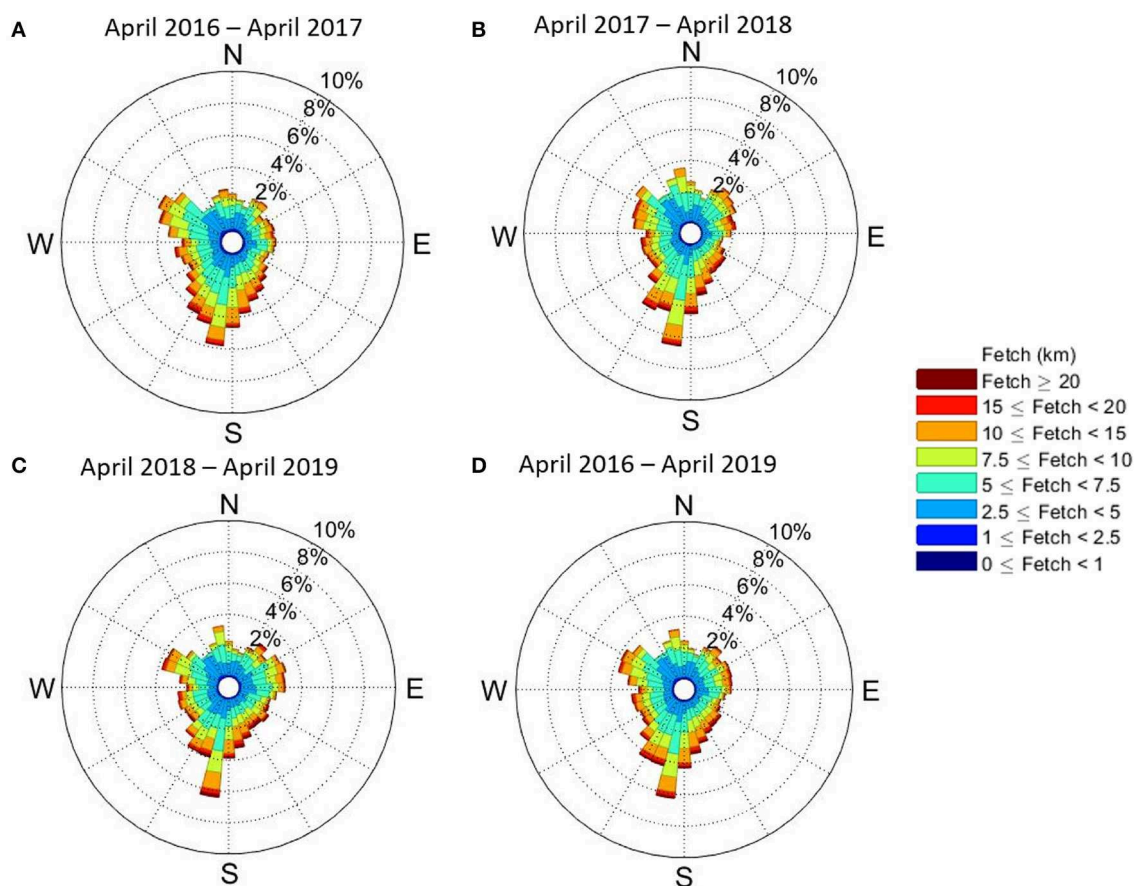 A April 2016 – April 2017
N
10%
8%
6%
4%
2%
W
E
S
B April 2017 – April 2018
N
10%
8%
6%
4%
2%
W
E
S
C April 2018 – April 2019
N
10%
8%
6%
4%
2%
W
E
S
D April 2016 – April 2019
N
10%
8%
6%
4%
2%
W
E
S
Fetch (km)
Fetch ≥ 20
15 ≤ Fetch < 20
10 ≤ Fetch < 15
7.5 ≤ Fetch < 10
5 ≤ Fetch < 7.5
2.5 ≤ Fetch < 5
1 ≤ Fetch < 2.5
0 ≤ Fetch < 1